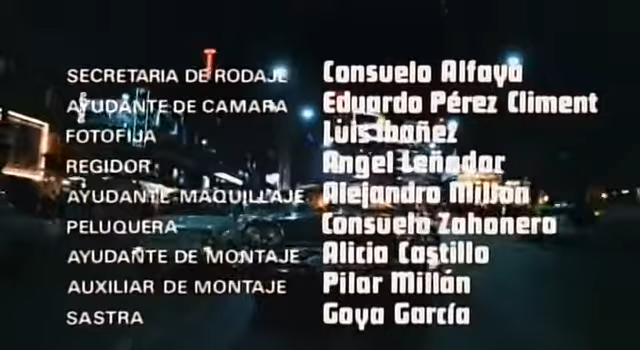 SECRETARIA DE RODAJE Consuelo Alfaya
AYUDANTE DE CAMARA Eduardo Pérez Climent
FOTOFIJA Luis Ibañez
REGIDOR Angel Leñador
AYUDANTE MAQUILLAJE Alejandro Millón
PELUQUERA Consuelo Zahonero
AYUDANTE DE MONTAJE Alicia Castillo
AUXILIAR DE MONTAJE Pilar Millán
SASTRA Goya García